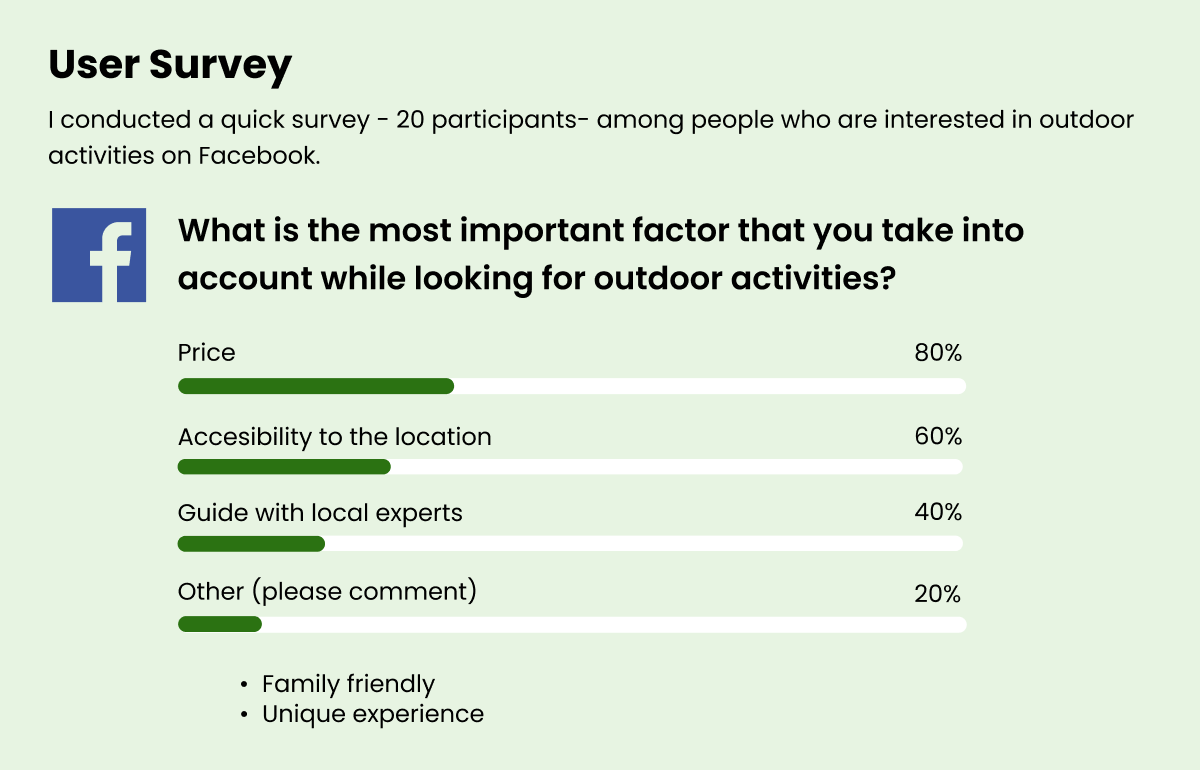 User Survey
I conducted a quick survey - 20 participants- among people who are interested in outdoor
activities on Facebook.
What is the most important factor that you take into
account while looking for outdoor activities?
Price 80%
Accesibility to the location 60%
Guide with local experts 40%
Other (please comment) 20%
• Family friendly
• Unique experience